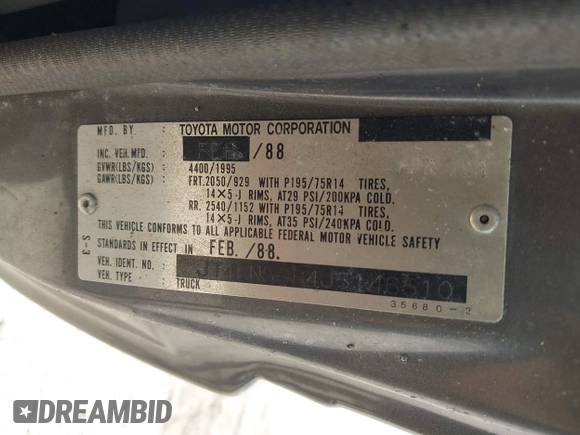 MFD. BY : TOYOTA MOTOR CORPORATION
INC. VEH. MFD. : FEB. /88
GVWR(LBS/KGS) : 4400/1995
GAWR(LBS/KGS) : FRT. 2050/929 WITH P195/75R14 TIRES,
14×5-J RIMS, AT29 PSI/200KPA COLD.
RR. 2540/1152 WITH P195/75R14 TIRES,
14×5-J RIMS, AT35 PSI/240KPA COLD.
THIS VEHICLE CONFORMS TO ALL APPLICABLE FEDERAL MOTOR VEHICLE SAFETY
STANDARDS IN EFFECT IN FEB. /88.
VEH. IDENT. NO. :
VEH. TYPE : TRUCK
35680-2
S-3
DREAMBID